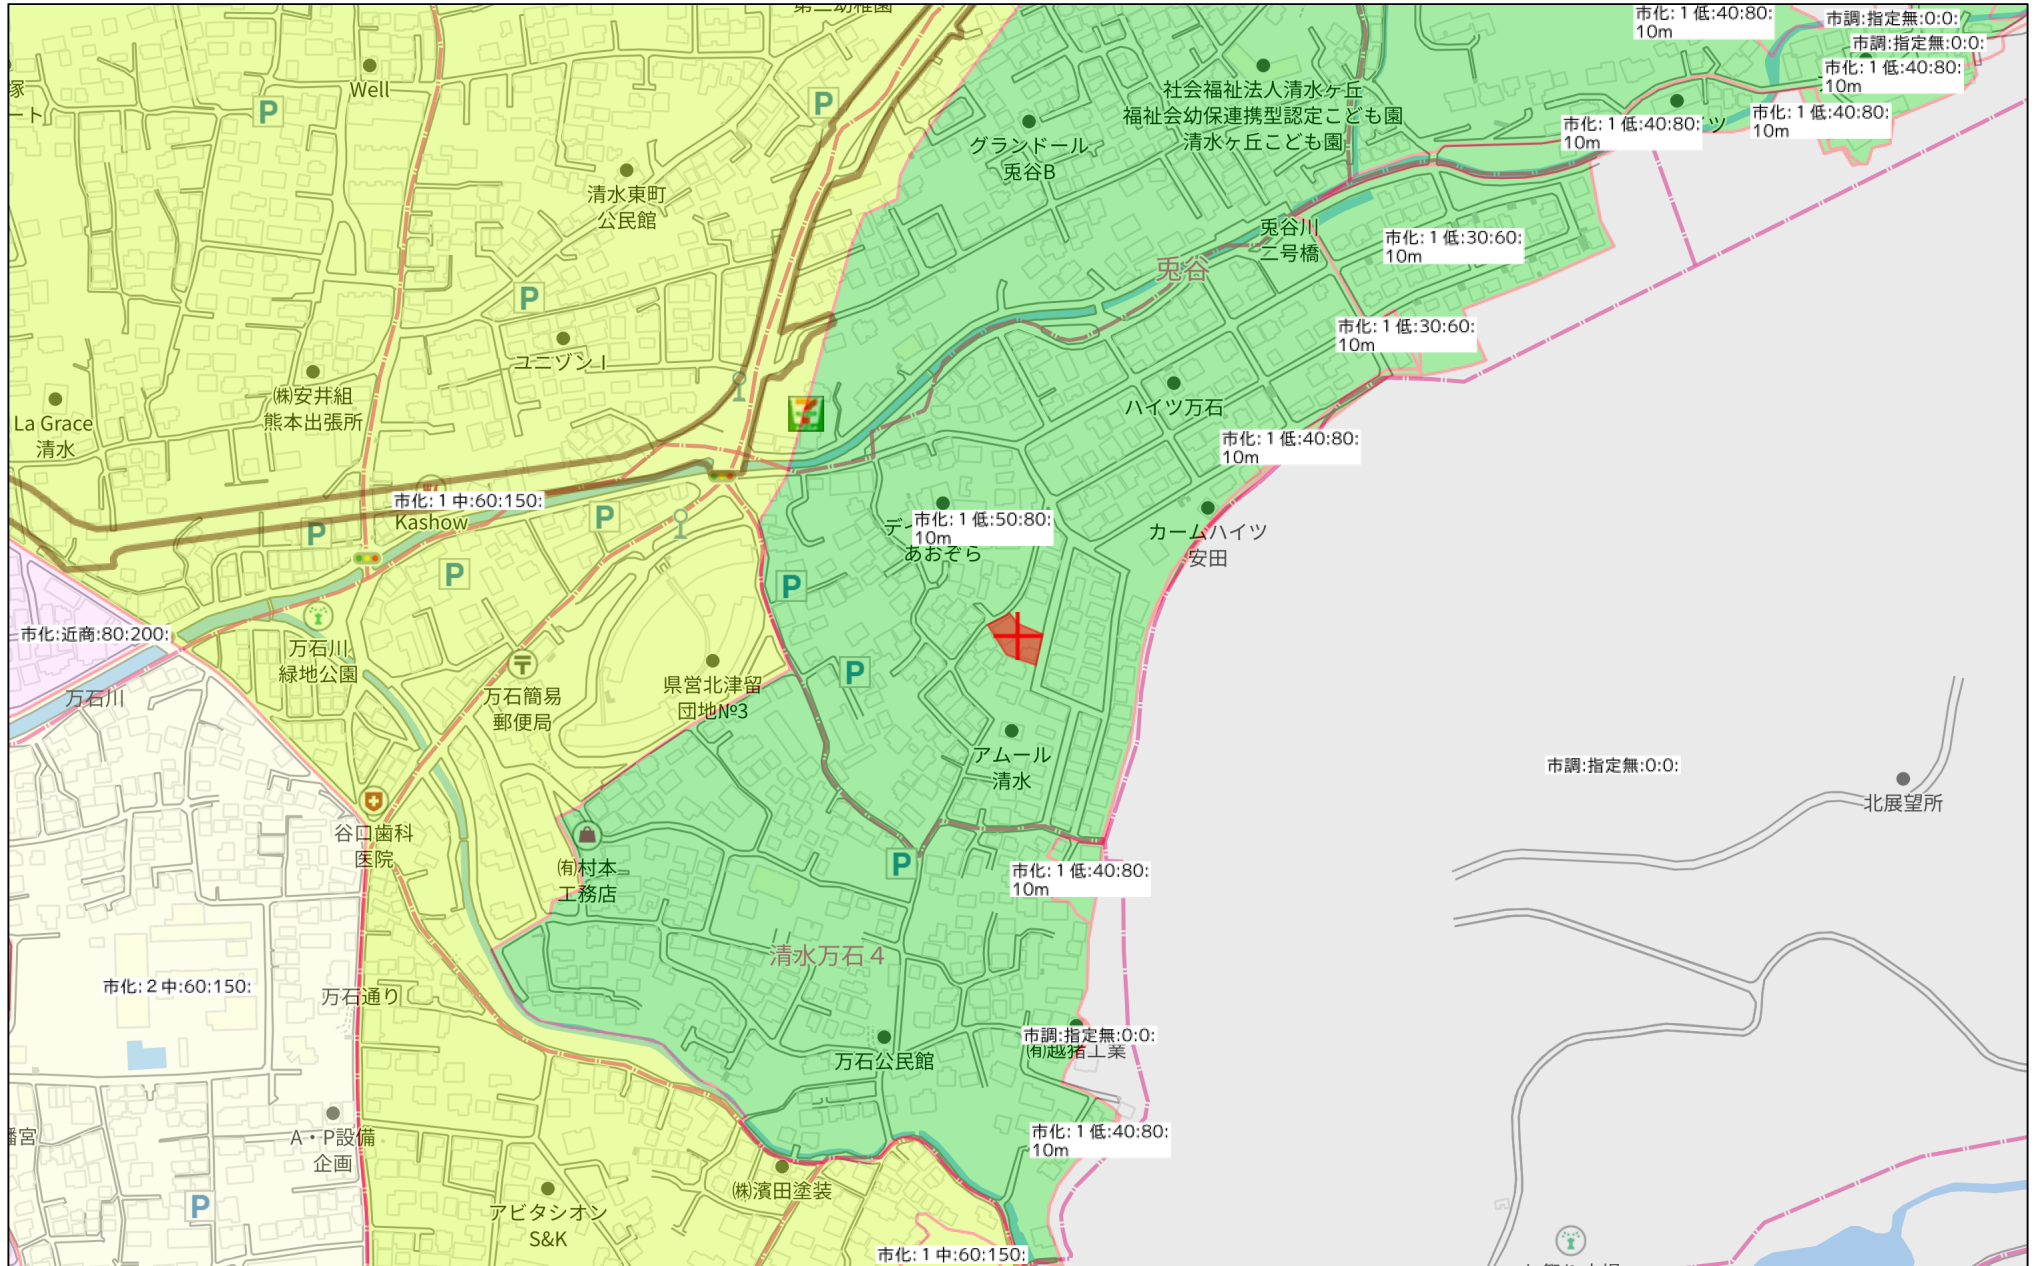 第二幼稚園
市化:１低:40:80:
10m
市調:指定無:0:0:
市調:指定無:0:0:
市化:１低:40:80:
10m
市化:１低:40:80:
10m
市化:１低:40:80:
10m
塚
ート
Well
P
P
社会福祉法人清水ヶ丘
福祉会幼保連携型認定こども園
清水ヶ丘こども園
グランドール
兎谷B
清水東町
公民館
兎谷川
二号橋
兎谷
市化:１低:30:60:
10m
P
ユニゾンⅠ
市化:１低:30:60:
10m
㈱安井組
熊本出張所
La Grace
清水
ハイツ万石
市化:１低:40:80:
10m
市化:１中:60:150:
Kashow
P
P
P
市化:１低:50:80:
10m
あおぞら
カームハイツ
安田
P
市化:近商:80:200:
万石川
緑地公園
万石川
〒
万石簡易
郵便局
県営北津留
団地№3
P
アムール
清水
市調:指定無:0:0:
北展望所
谷口歯科
医院
㈲村本
工務店
P
市化:１低:40:80:
10m
清水万石４
市化:２中:60:150:
万石通り
万石公民館
市調:指定無:0:0:
㈲越猪工業
A・P設備
企画
幡宮
市化:１低:40:80:
10m
P
㈱濱田塗装
アビタシオン
S&K
市化:１中:60:150: